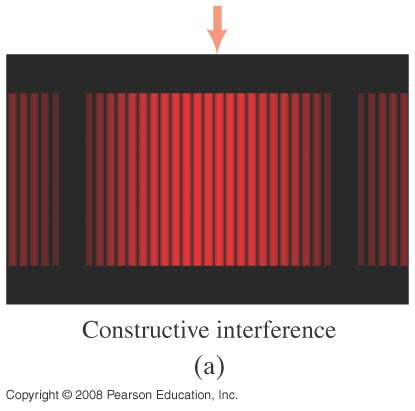 Constructive interference
(a)
Copyright © 2008 Pearson Education, Inc.